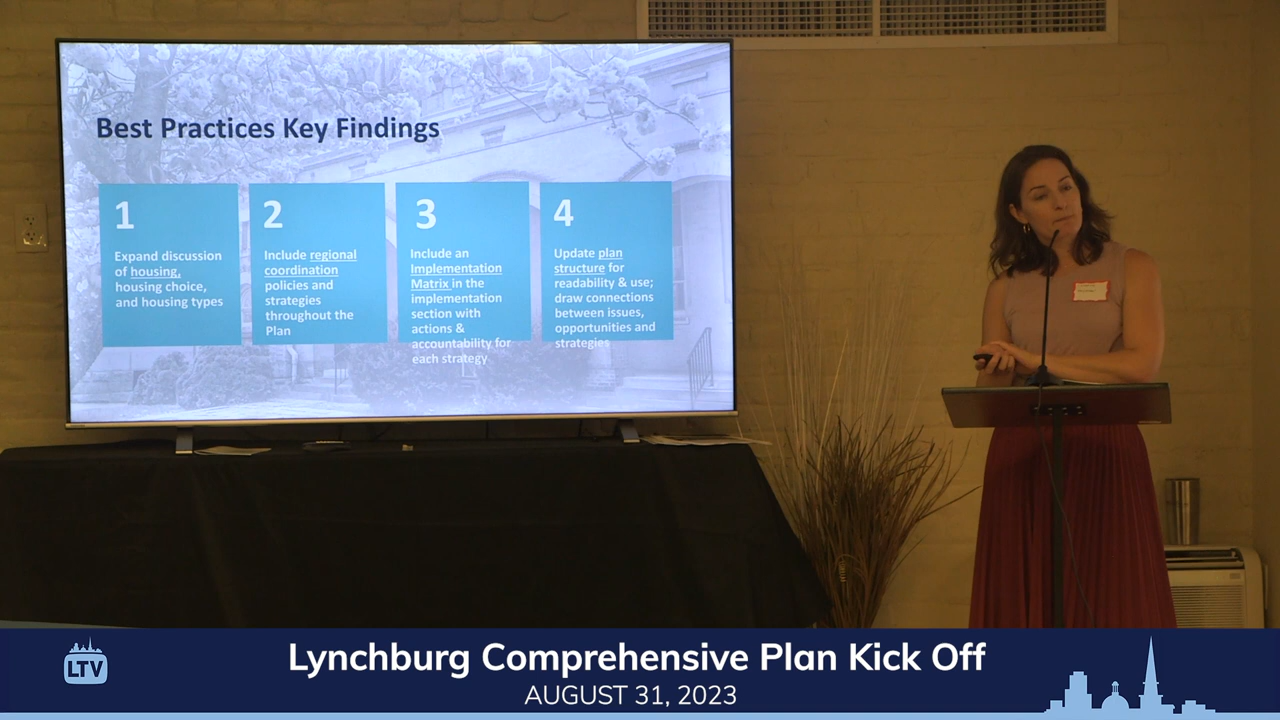 Best Practices Key Findings
1
Expand discussion
of housing,
housing choice,
and housing types
2
Include regional
coordination
policies and
strategies
throughout the
Plan
3
Include an
Implementation
Matrix in the
implementation
section with
actions &
accountability for
each strategy
4
Update plan
structure for
readability & use;
draw connections
between issues,
opportunities and
strategies
LTV
Lynchburg Comprehensive Plan Kick Off
AUGUST 31, 2023